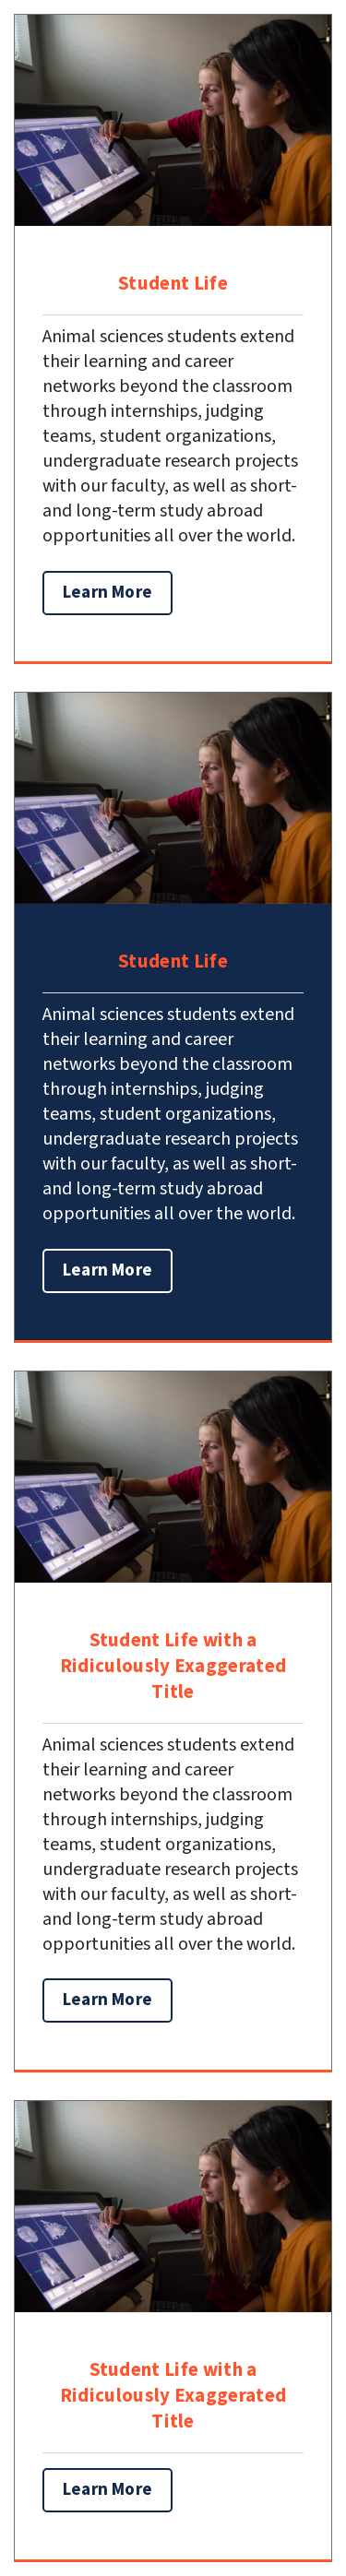 Student Life
Animal sciences students extend
their learning and career
networks beyond the classroom
through internships, judging
teams, student organizations,
undergraduate research projects
with our faculty, as well as short-
and long-term study abroad
opportunities all over the world.
Learn More
Student Life
Animal sciences students extend
their learning and career
networks beyond the classroom
through internships, judging
teams, student organizations,
undergraduate research projects
with our faculty, as well as short-
and long-term study abroad
opportunities all over the world.
Learn More
Student Life with a
Ridiculously Exaggerated
Title
Animal sciences students extend
their learning and career
networks beyond the classroom
through internships, judging
teams, student organizations,
undergraduate research projects
with our faculty, as well as short-
and long-term study abroad
opportunities all over the world.
Learn More
Student Life with a
Ridiculously Exaggerated
Title
Learn More